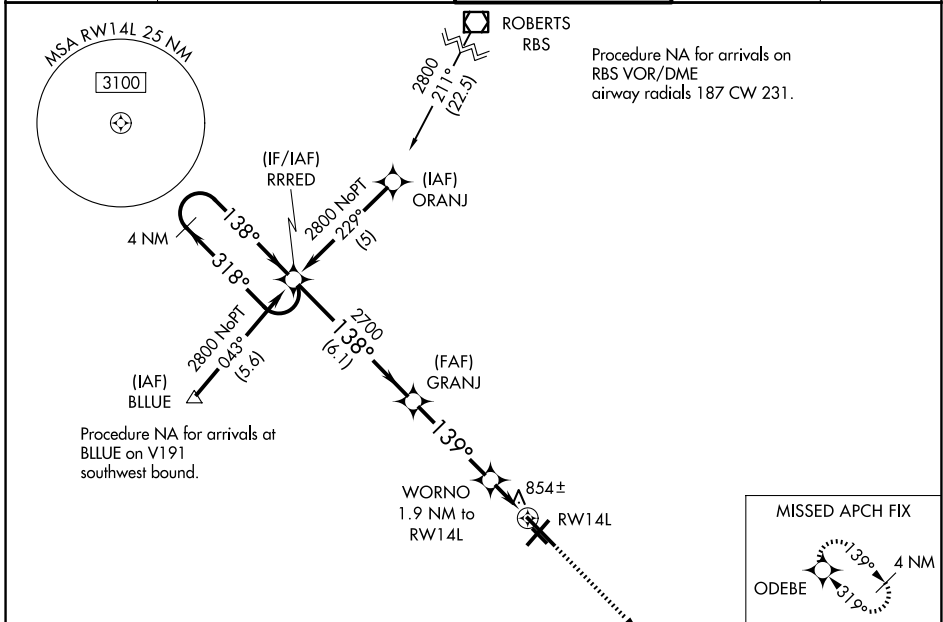 MSA RW14L 25 NM
3100
ROBERTS
RBS
Procedure NA for arrivals on
RBS VOR/DME
airway radials 187 CW 231.
2800
211°
(22.5)
(IF/IAF)
RRRED
(IAF)
ORANJ
2800 NoPT
229°
(5)
4 NM
138°
318°
2800 NoPT
043°
(5.6)
(IAF)
BLLUE
Procedure NA for arrivals at
BLLUE on V191
southwest bound.
2700
138°
(6.1)
(FAF)
GRANJ
139°
WORNO
1.9 NM to
RW14L
854±
RW14L
MISSED APCH FIX
139°
4 NM
ODEBE
319°